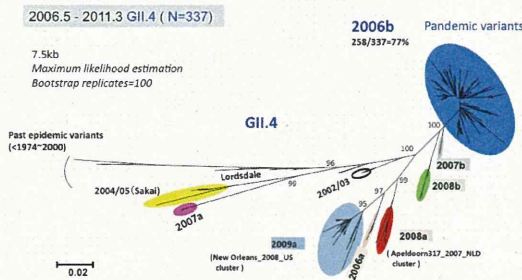 2006.5 - 2011.3 GII.4 ( N=337)
2006b
258/337=77%
Pandemic variants
7.5kb
Maximum likelihood estimation
Bootstrap replicates=100
GII.4
100
Past epidemic variants
(<1974~2000)
100
96
Lordsdale
2007b
99
99
2002/03
2004/05(Sakai)
2008b
97
2007a
95
2009a
2008a
(New Orleans_2008_US
cluster )
2006a
( Apeldoorn317_2007_NLD
cluster )
0.02